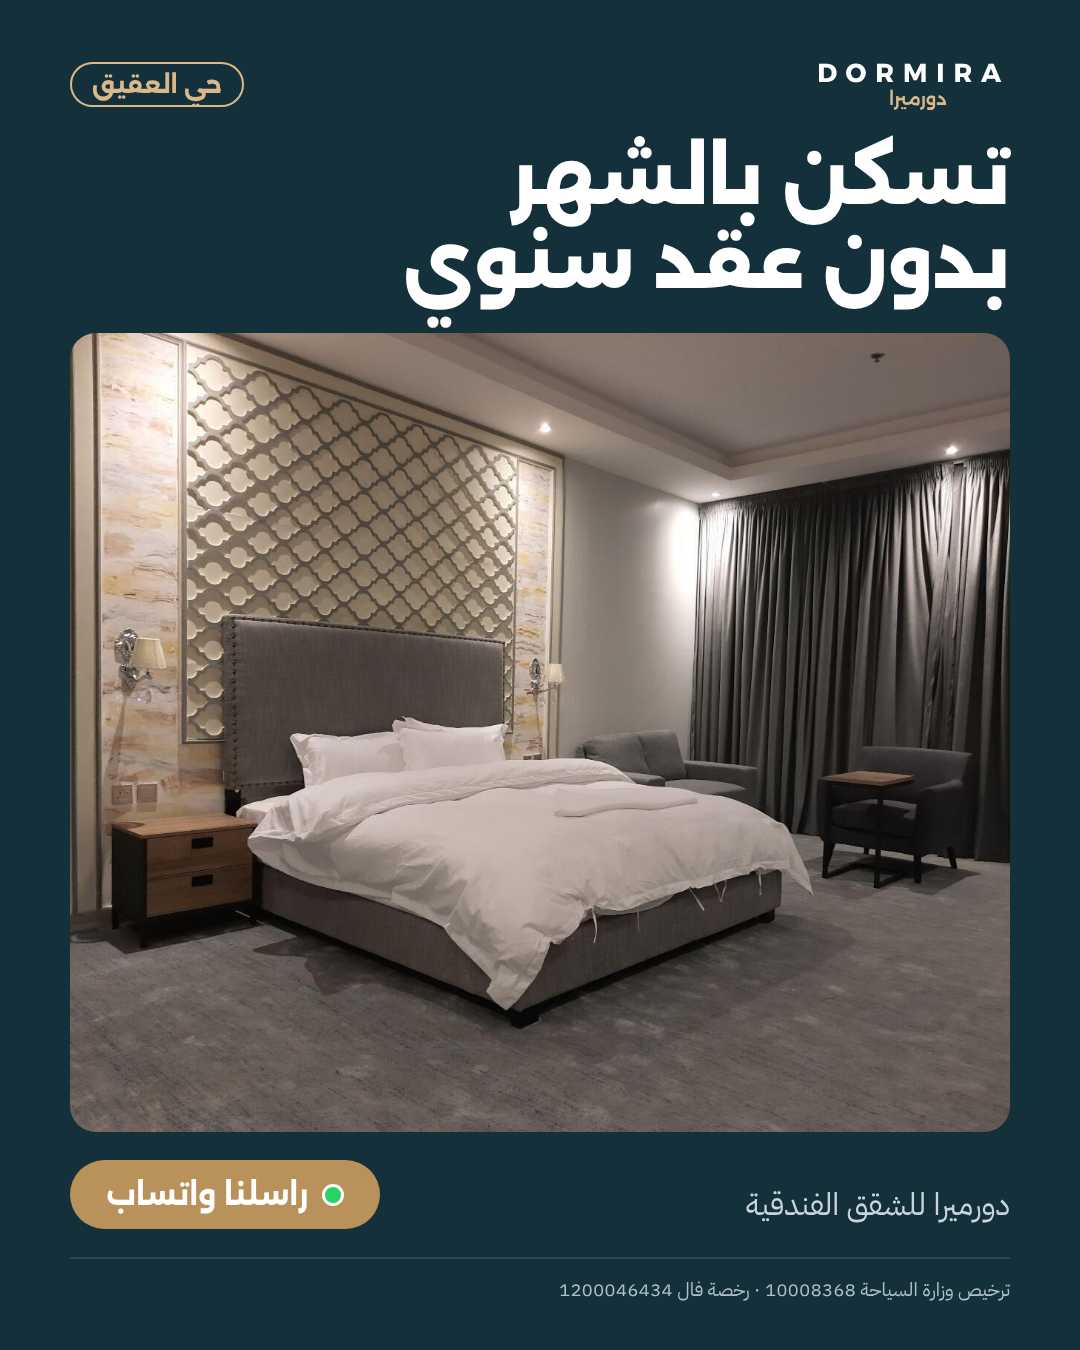 DORMIRA
دورميرا
حي العقيق
تسكن بالشهر
بدون عقد سنوي
دورميرا للشقق الفندقية
راسلنا واتساب
ترخيص وزارة السياحة 10008368 · رخصة فال 1200046434